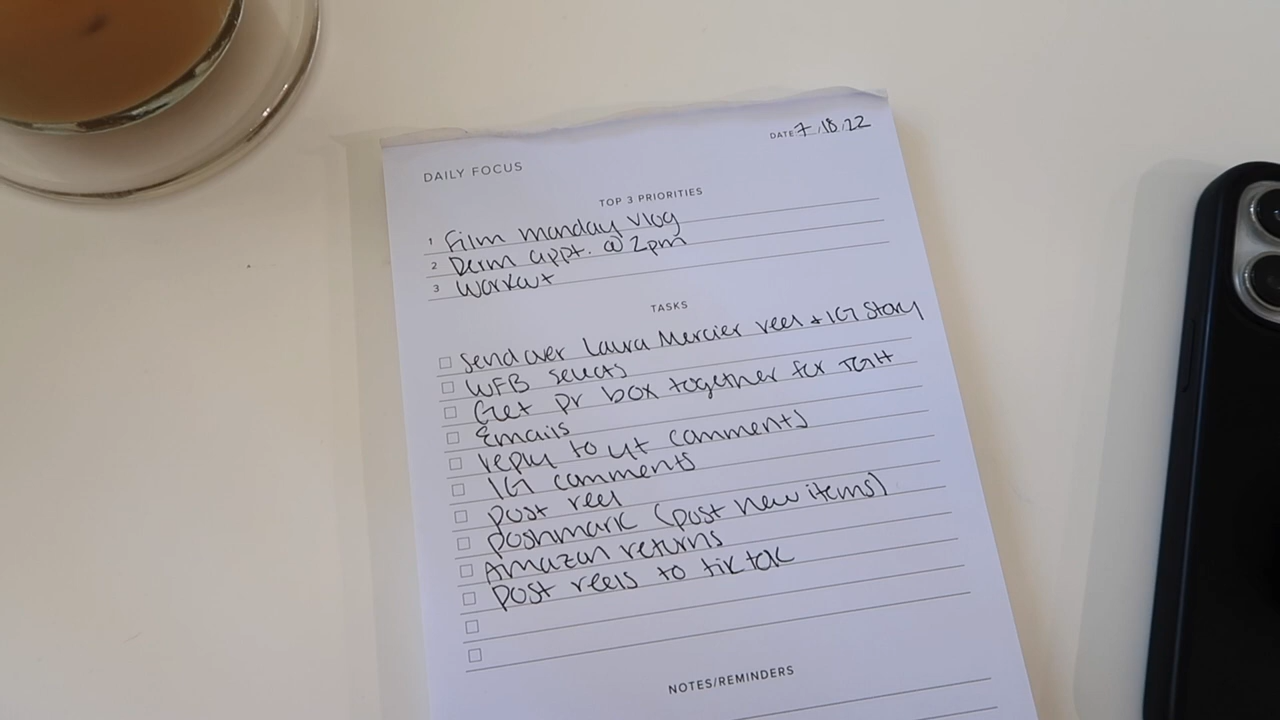 DATE 7.18.22
DAILY FOCUS
TOP 3 PRIORITIES
1 Film monday vlog
2 Derm appt. @ 2pm
3 Workout
TASKS
Send over Laura Mercier reel + IG Story
WFB selects
Get pr box together for TGH
Emails
reply to yt comments
IG comments
post reel
poshmark (post new items)
Amazon returns
Post reels to tiktok
NOTES/REMINDERS